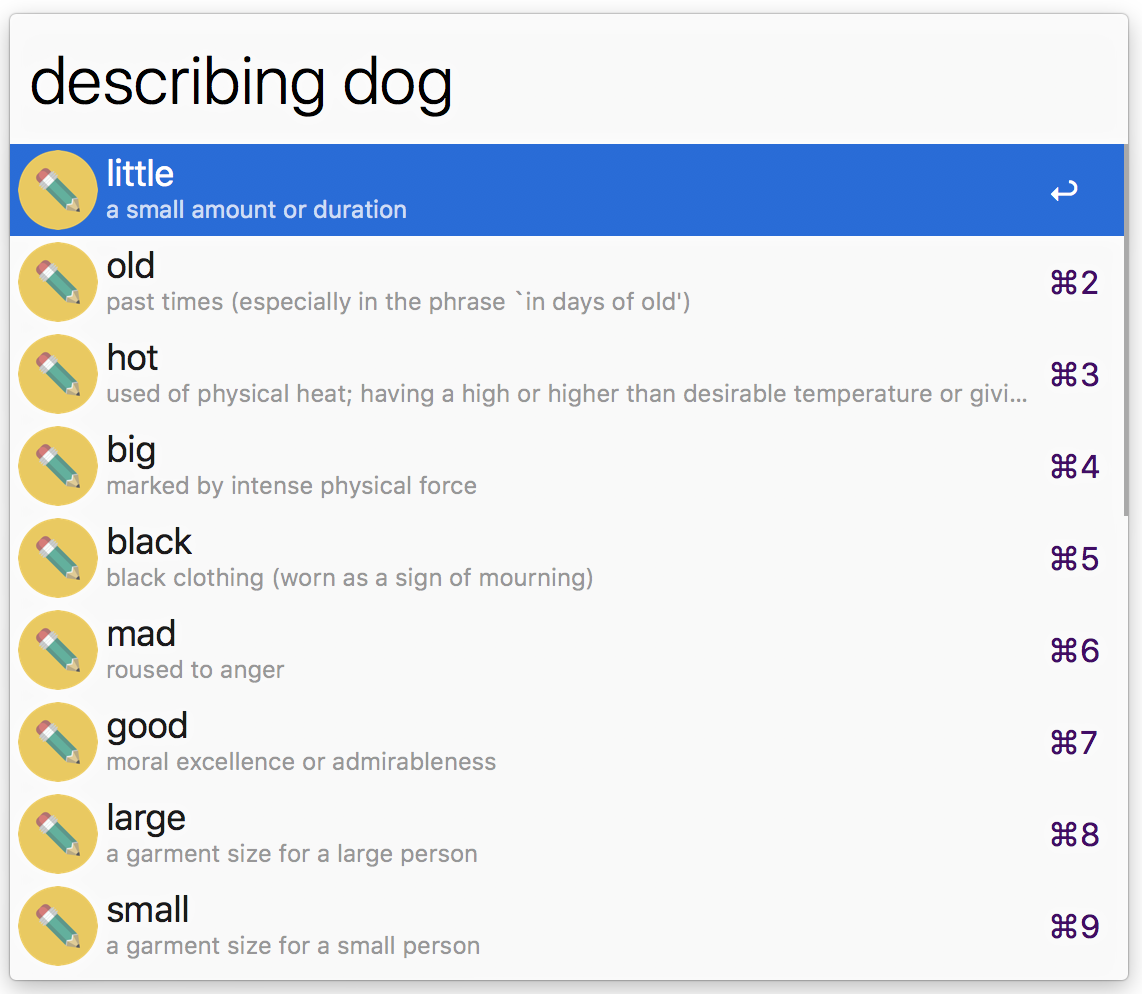 describing dog
little
a small amount or duration
↩
old
past times (especially in the phrase `in days of old')
⌘2
hot
used of physical heat; having a high or higher than desirable temperature or givi...
⌘3
big
marked by intense physical force
⌘4
black
black clothing (worn as a sign of mourning)
⌘5
mad
roused to anger
⌘6
good
moral excellence or admirableness
⌘7
large
a garment size for a large person
⌘8
small
a garment size for a small person
⌘9